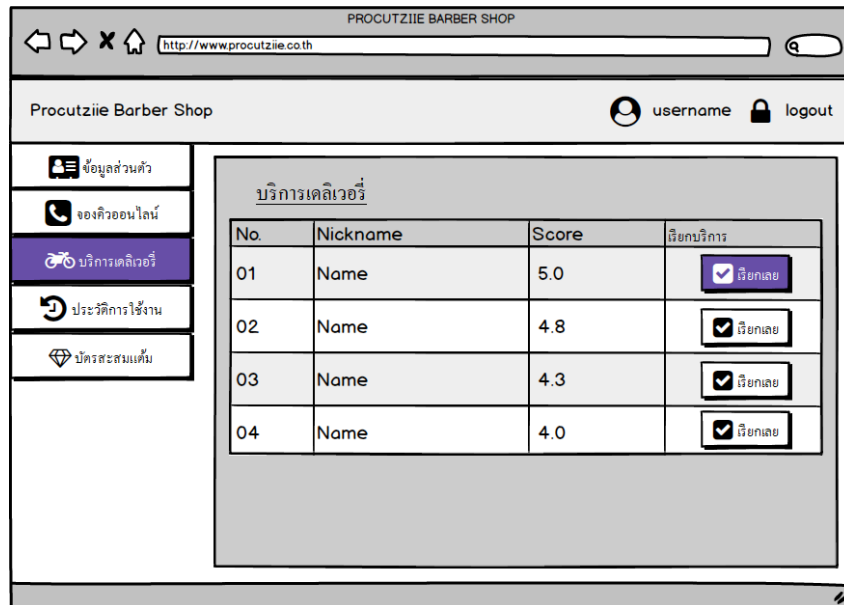 PROCUTZIIE BARBER SHOP
http://www.procutziie.co.th
Procutziie Barber Shop
username
logout
ข้อมูลส่วนตัว
จองคิวออนไลน์
บริการเดลิเวอรี่
ประวัติการใช้งาน
บัตรสะสมแต้ม
บริการเดลิเวอรี่
No. Nickname Score เรียกบริการ
01 Name 5.0 เรียกเลย
02 Name 4.8 เรียกเลย
03 Name 4.3 เรียกเลย
04 Name 4.0 เรียกเลย